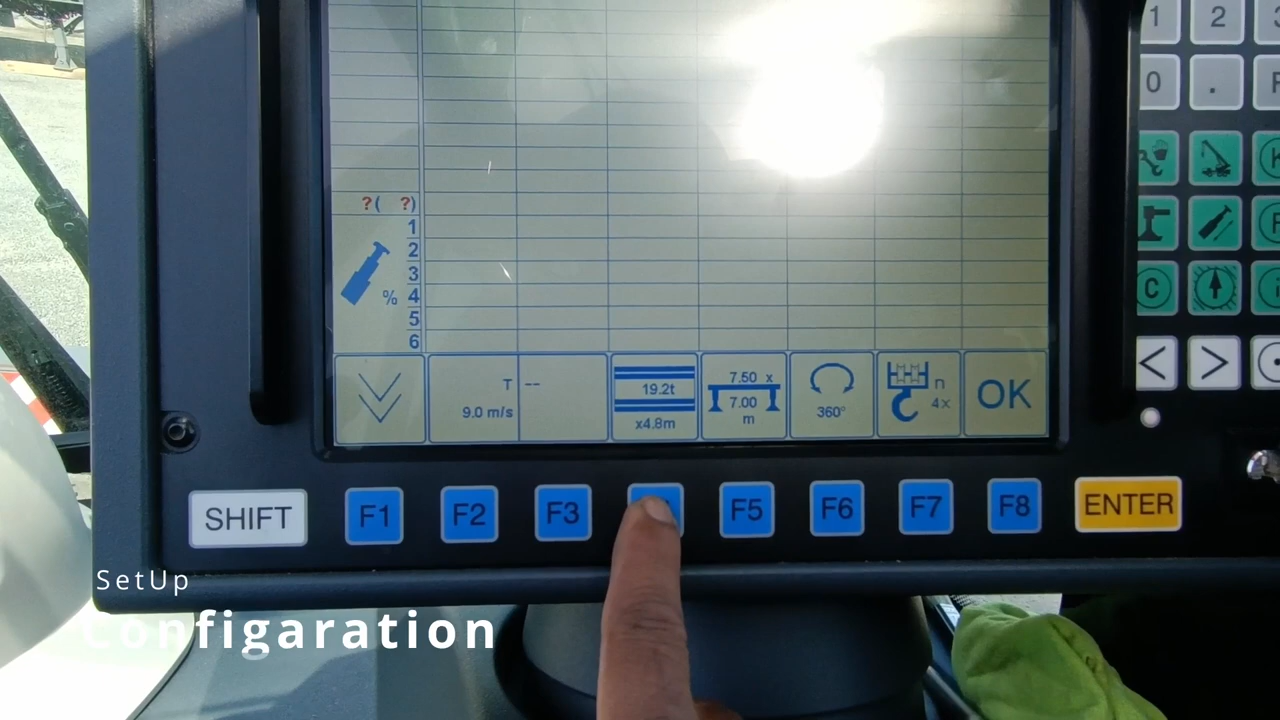 1 2
0 .
?( ?)
1
2
3
% 4
5
6
T --
9.0 m/s
19.2t
x4.8m
7.50 x
7.00
m
360°
n
4x
OK
C
< >
SHIFT F1 F2 F3 F5 F6 F7 F8 ENTER
SetUp
Configaration